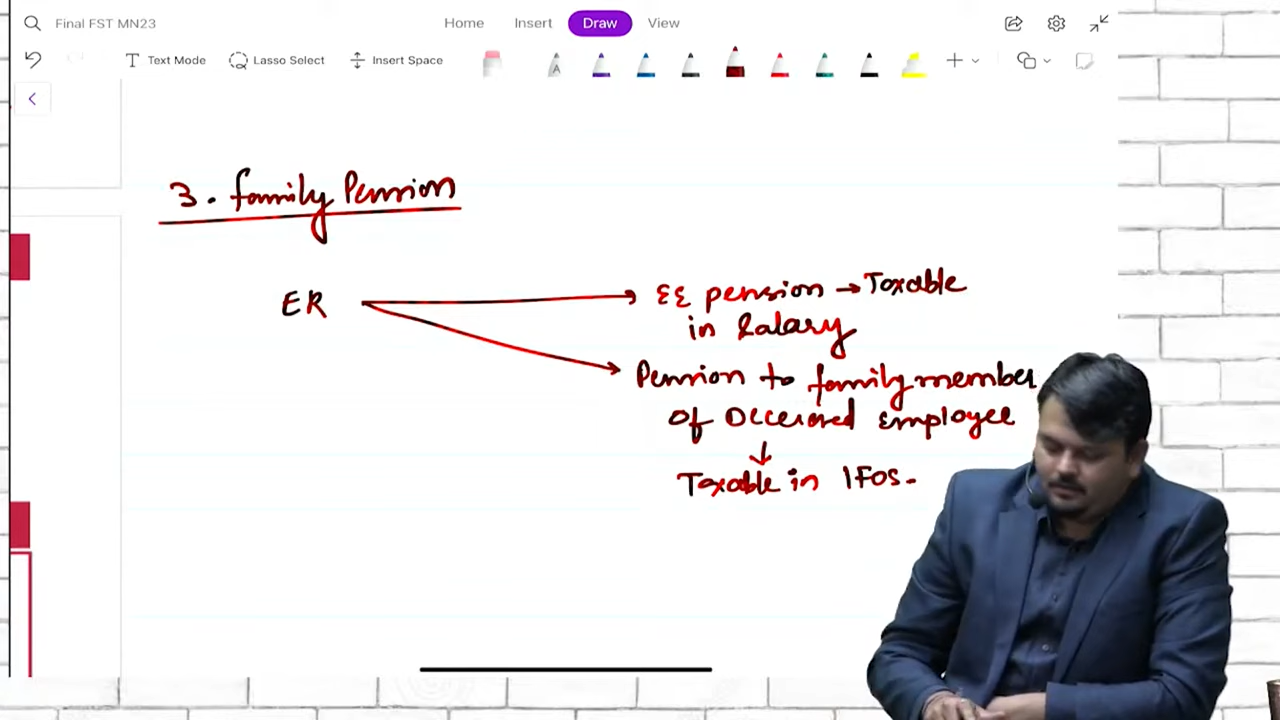 Final FST MN23
Home Insert Draw View
Text Mode Lasso Select Insert Space
A
3. family Pension
ER
EE pension → Taxable
in Salary
Pension to family member
of Deceased Employee
↓
Taxable in IFOS.